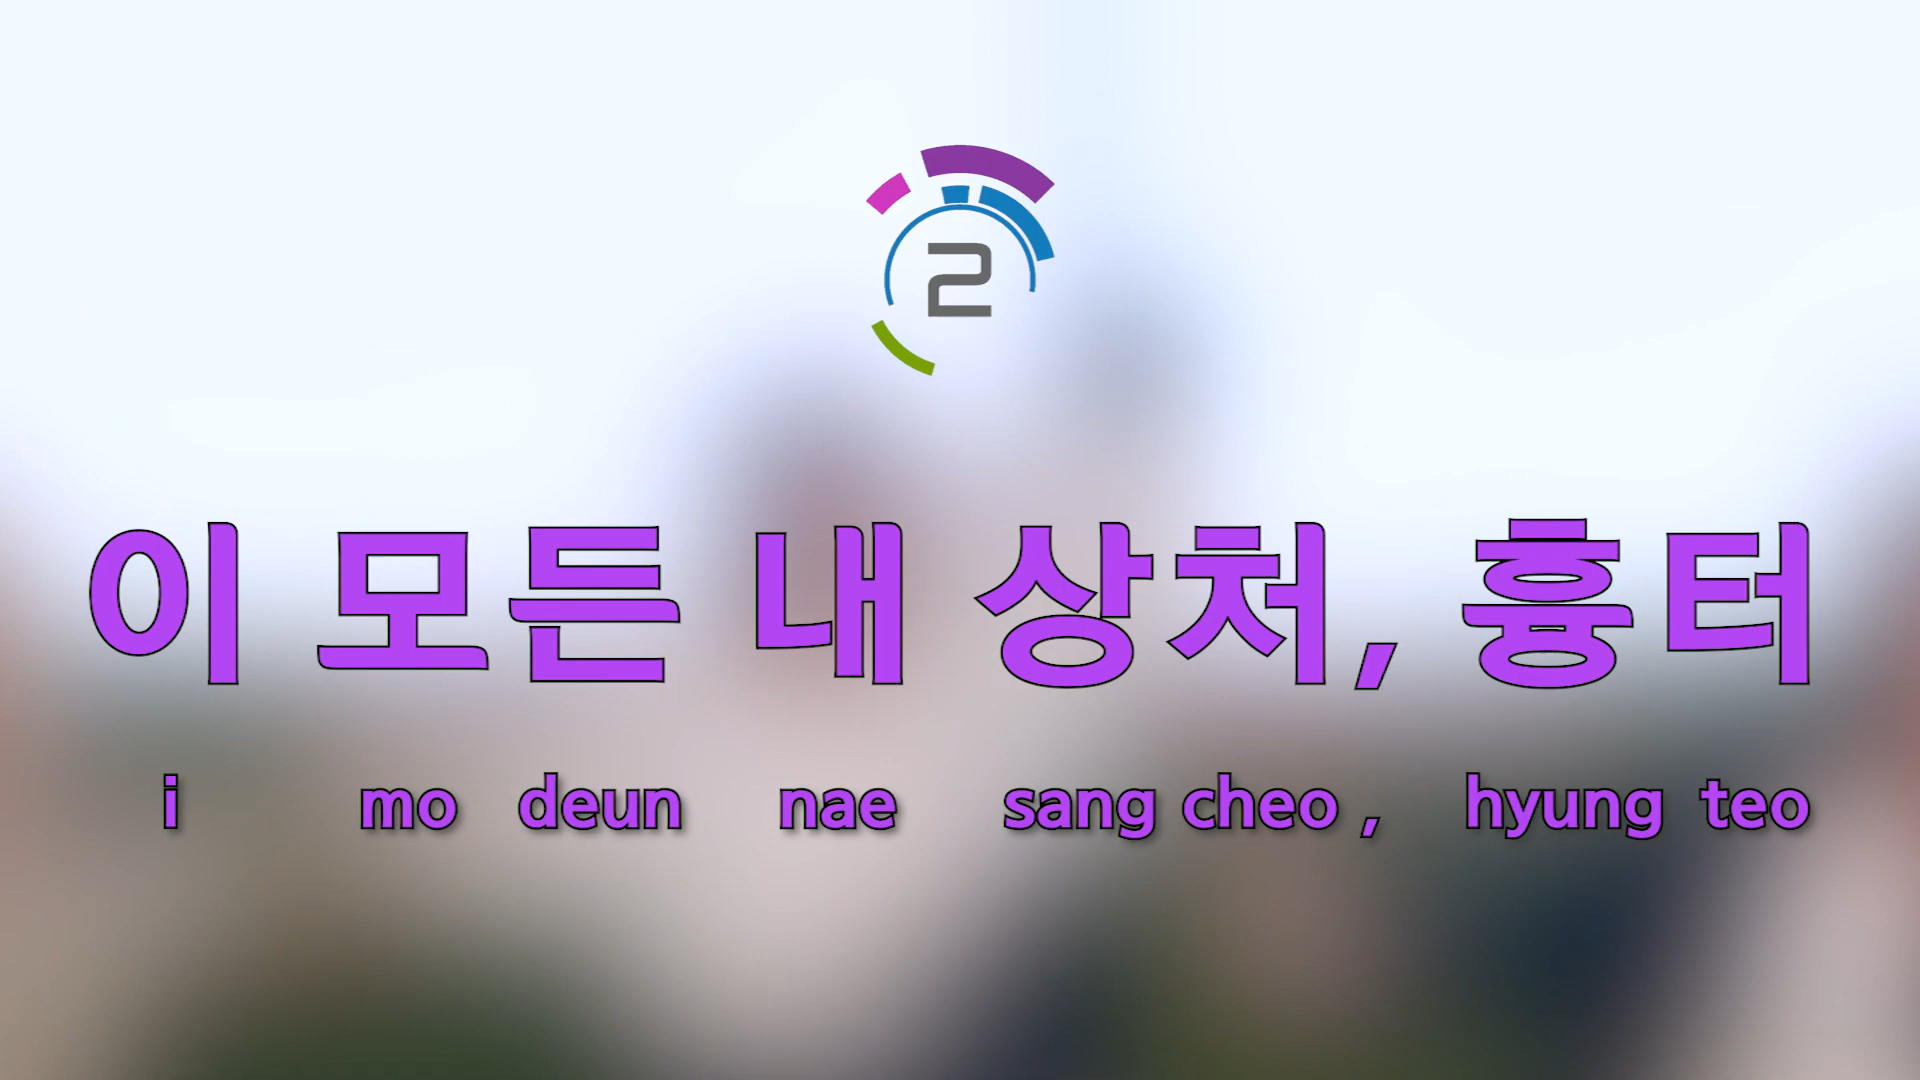 2
이 모든 내 상처, 흉터
i mo deun nae sang cheo , hyung teo